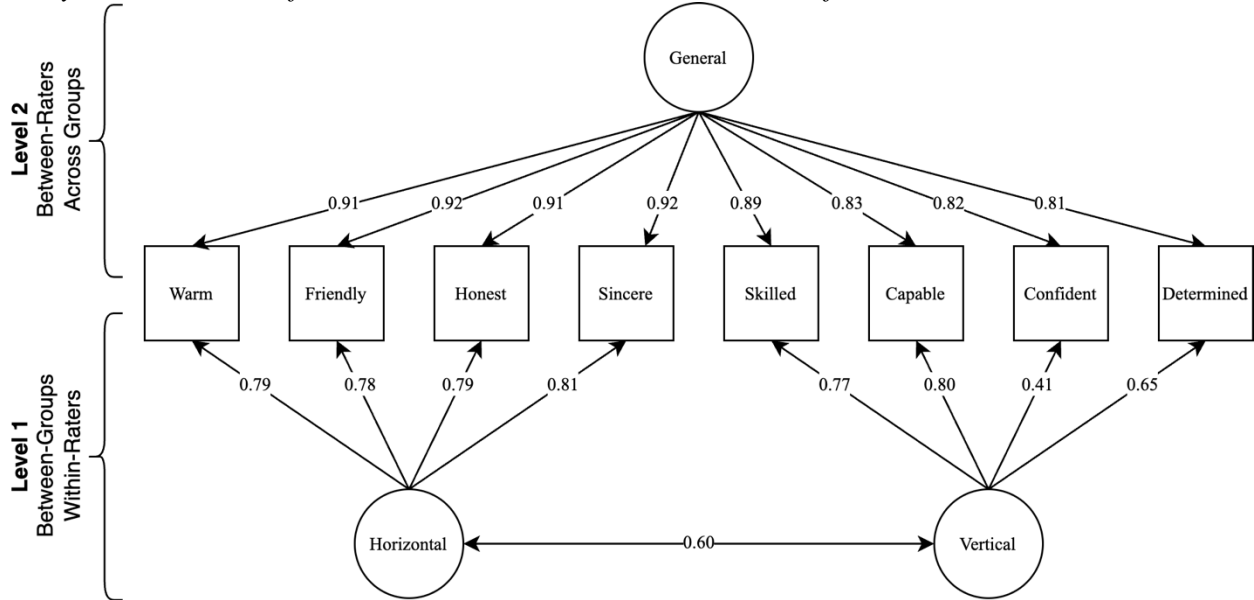 General
Level 2
Between-Raters
Across Groups
0.91
0.92
0.91
0.92
0.89
0.83
0.82
0.81
Warm
Friendly
Honest
Sincere
Skilled
Capable
Confident
Determined
Level 1
Between-Groups
Within-Raters
0.79
0.78
0.79
0.81
0.77
0.80
0.41
0.65
Horizontal
0.60
Vertical